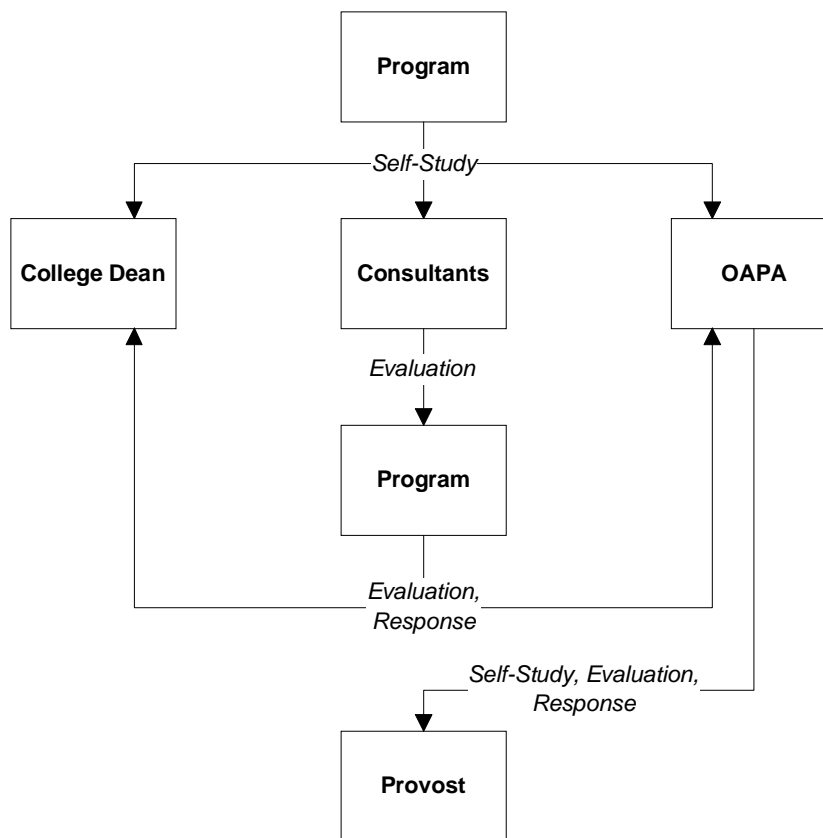 Program
Self-Study
College Dean
Consultants
OAPA
Evaluation
Program
Evaluation,
Response
Self-Study, Evaluation,
Response
Provost